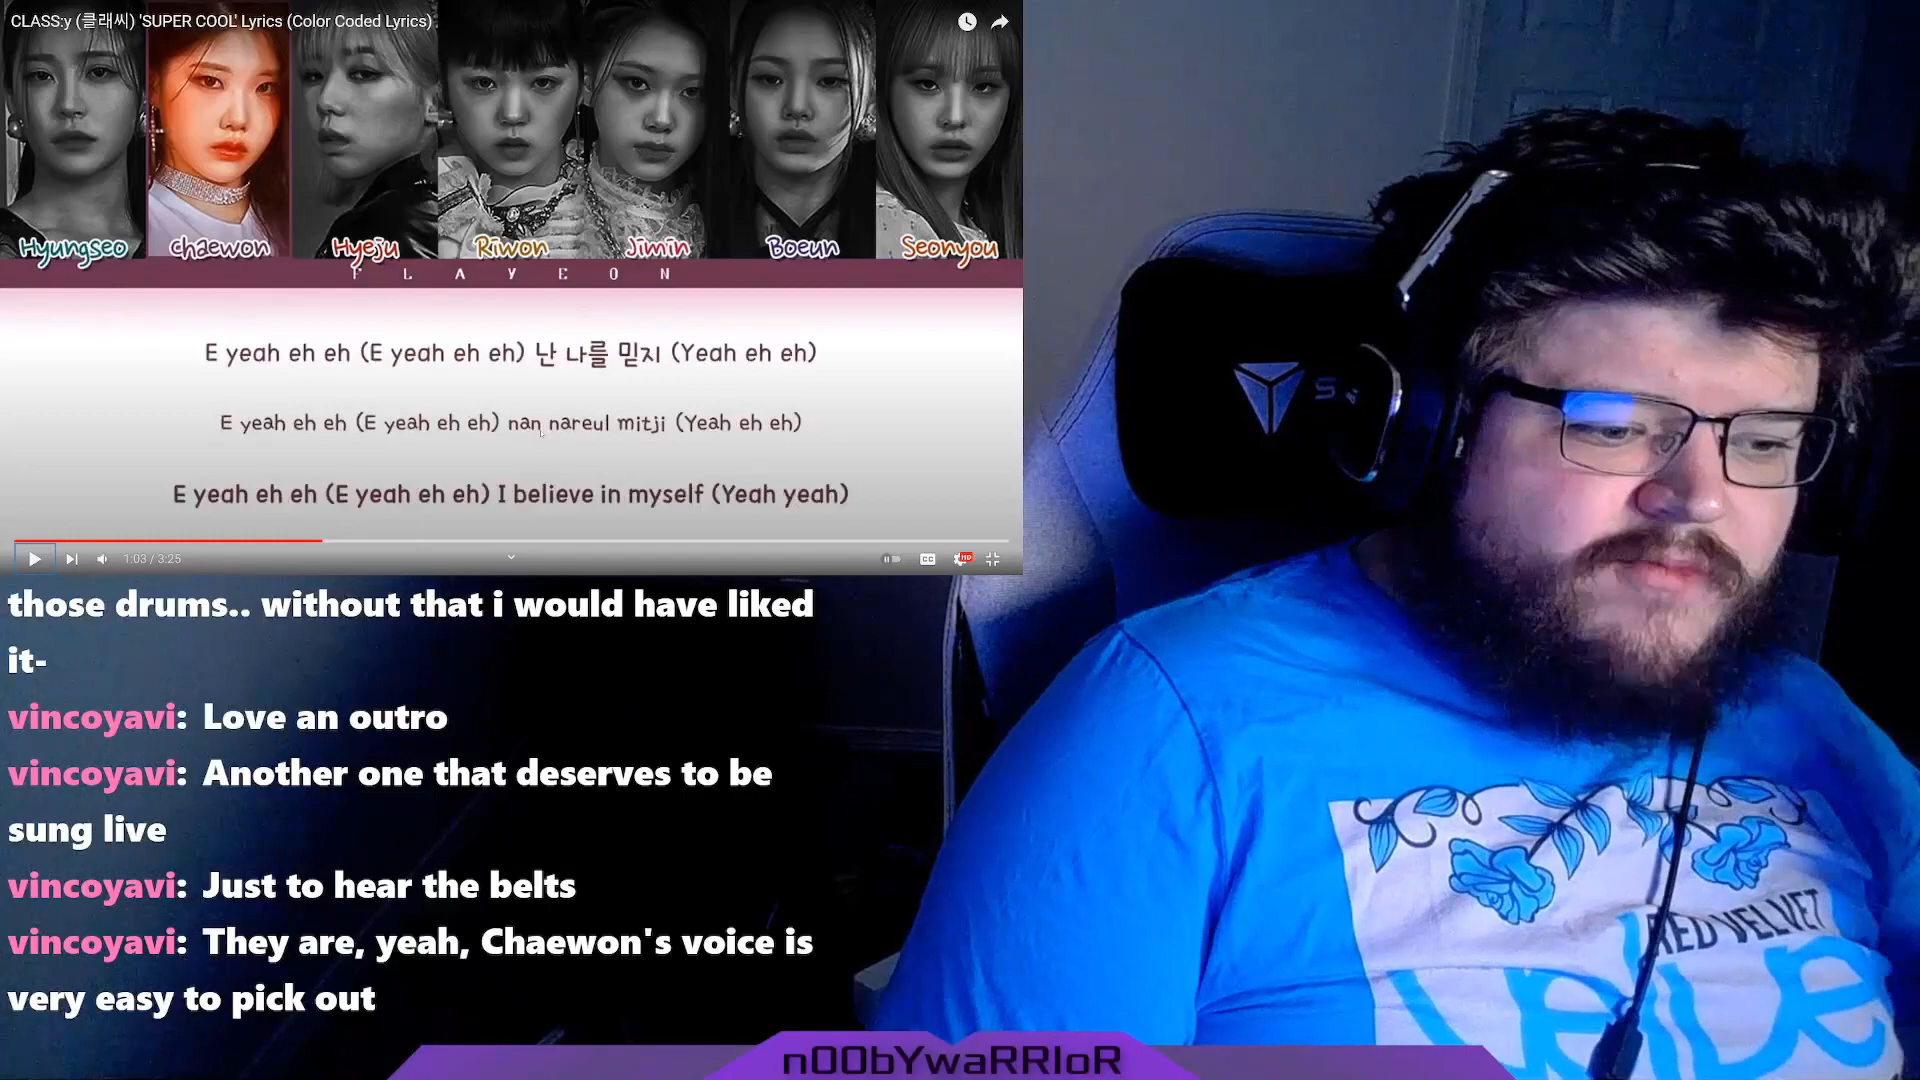 CLASS:y (클래씨) 'SUPER COOL' Lyrics (Color Coded Lyrics)
Hyungseo Chaewon Hyeju Riwon Jimin Boeun Seonyou
FLAYEON
E yeah eh eh (E yeah eh eh) 난 나를 믿지 (Yeah eh eh)
E yeah eh eh (E yeah eh eh) nan nareul mitji (Yeah eh eh)
E yeah eh eh (E yeah eh eh) I believe in myself (Yeah yeah)
1:03 / 3:25
CC
HD
those drums.. without that i would have liked
it-
vincoyavi: Love an outro
vincoyavi: Another one that deserves to be
sung live
vincoyavi: Just to hear the belts
vincoyavi: They are, yeah, Chaewon's voice is
very easy to pick out
RED VELVET
n00bYwaRRIoR